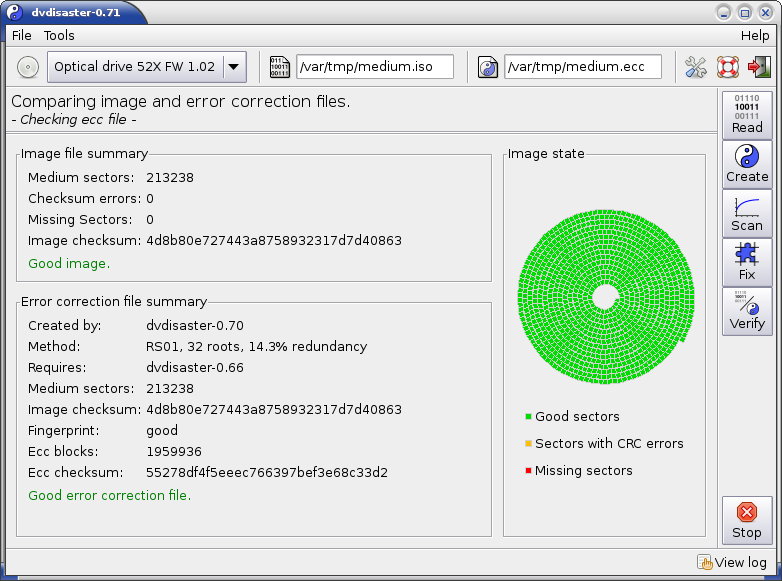 dvdisaster-0.71
File Tools Help
Optical drive 52X FW 1.02 /var/tmp/medium.iso /var/tmp/medium.ecc
Comparing image and error correction files.
- Checking ecc file -
Image file summary
Medium sectors: 213238
Checksum errors: 0
Missing Sectors: 0
Image checksum: 4d8b80e727443a8758932317d7d40863
Good image.
Error correction file summary
Created by: dvdisaster-0.70
Method: RS01, 32 roots, 14.3% redundancy
Requires: dvdisaster-0.66
Medium sectors: 213238
Image checksum: 4d8b80e727443a8758932317d7d40863
Fingerprint: good
Ecc blocks: 1959936
Ecc checksum: 55278df4f5eeec766397bef3e68c33d2
Good error correction file.
Image state
Good sectors
Sectors with CRC errors
Missing sectors
01110
10011
00111
Read
Create
Scan
Fix
Verify
Stop
View log